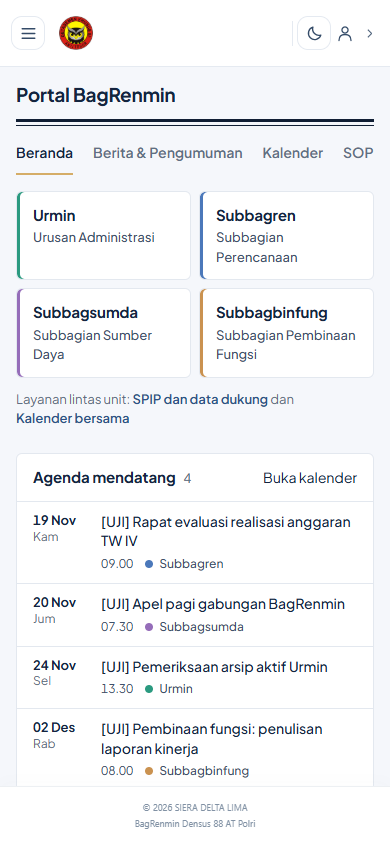 Portal BagRenmin
Beranda Berita & Pengumuman Kalender SOP
Urmin
Urusan Administrasi
Subbagren
Subbagian
Perencanaan
Subbagsumda
Subbagian Sumber
Daya
Subbagbinfung
Subbagian Pembinaan
Fungsi
Layanan lintas unit: SPIP dan data dukung dan
Kalender bersama
Agenda mendatang 4 Buka kalender
19 Nov
Kam
[UJI] Rapat evaluasi realisasi anggaran
TW IV
09.00 Subbagren
20 Nov
Jum
[UJI] Apel pagi gabungan BagRenmin
07.30 Subbagsumda
24 Nov
Sel
[UJI] Pemeriksaan arsip aktif Urmin
13.30 Urmin
02 Des
Rab
[UJI] Pembinaan fungsi: penulisan
laporan kinerja
08.00 Subbagbinfung
© 2026 SIERA DELTA LIMA
BagRenmin Densus 88 AT Polri